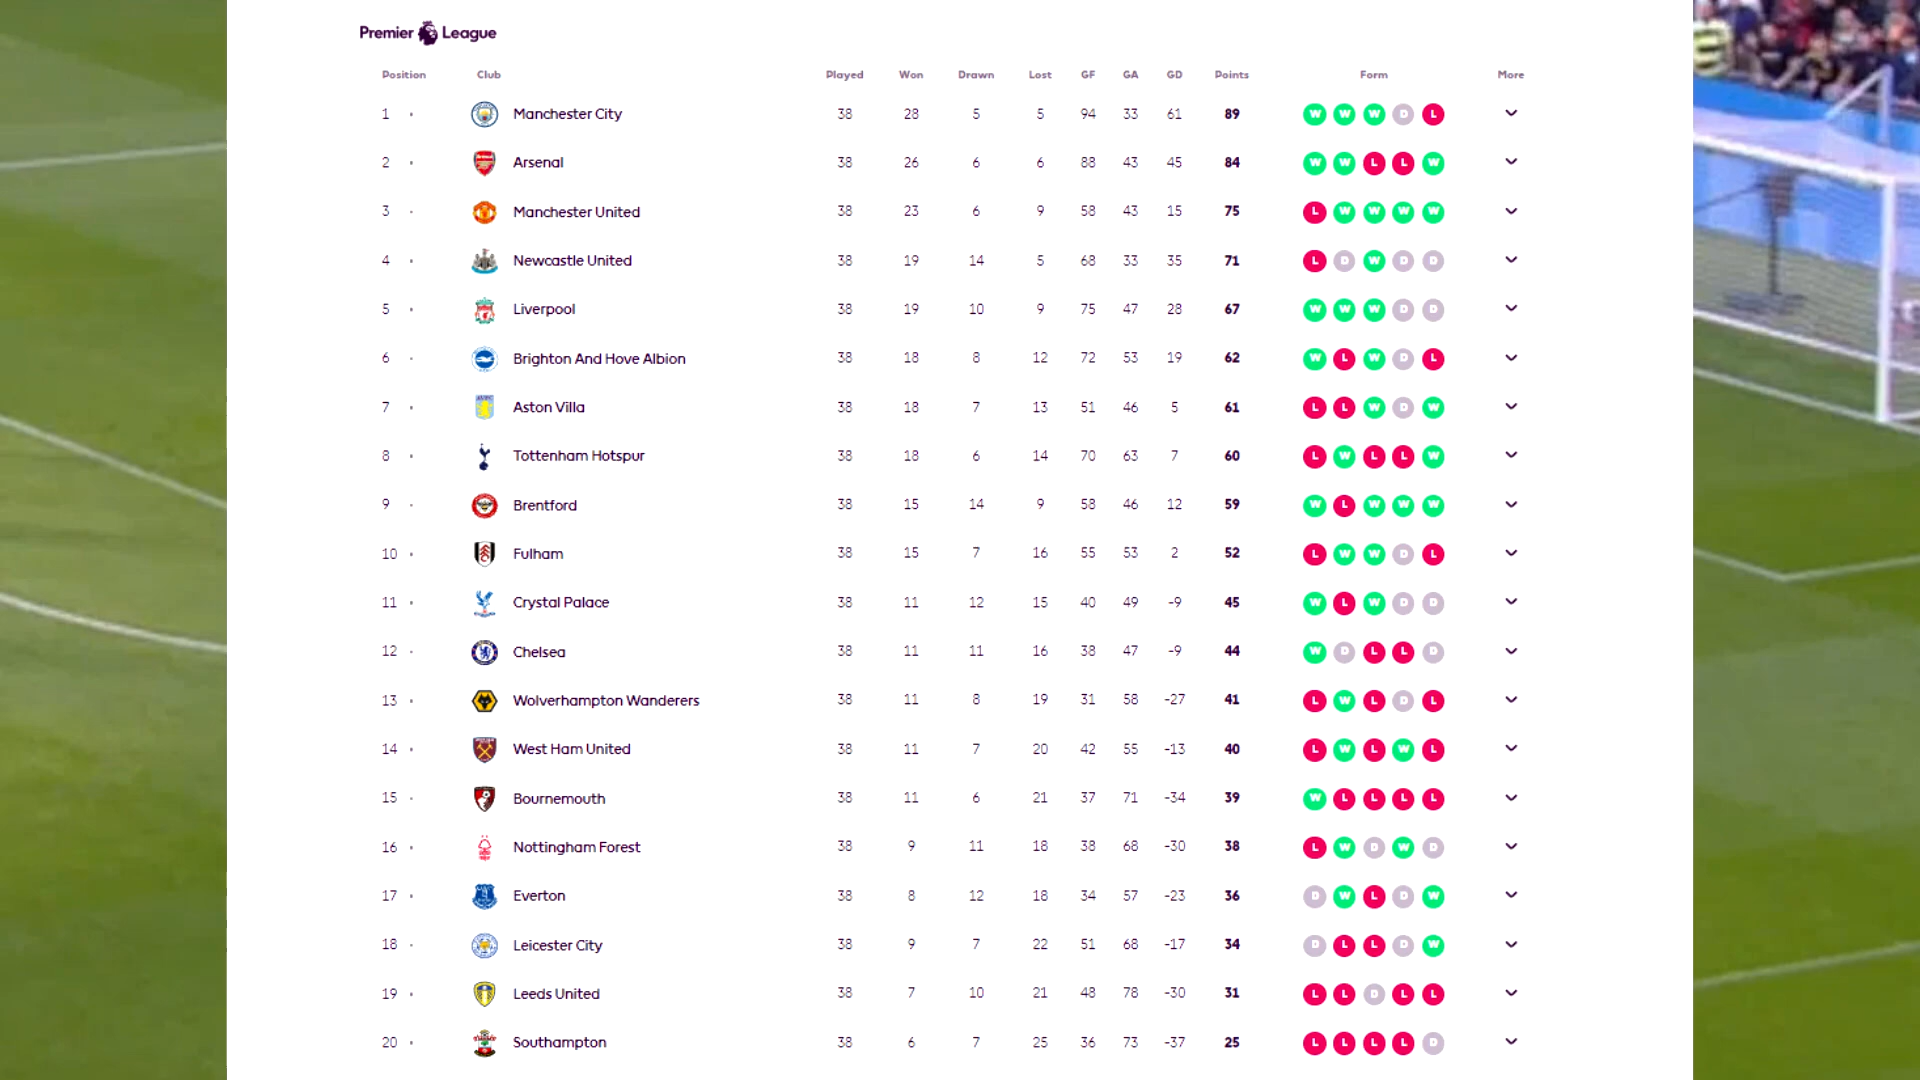 Premier League
Position Club Played Won Drawn Lost GF GA GD Points Form More
1 Manchester City 38 28 5 5 94 33 61 89 W W W D L
2 Arsenal 38 26 6 6 88 43 45 84 W W L L W
3 Manchester United 38 23 6 9 58 43 15 75 L W W W W
4 Newcastle United 38 19 14 5 68 33 35 71 L D W D D
5 Liverpool 38 19 10 9 75 47 28 67 W W W D D
6 Brighton And Hove Albion 38 18 8 12 72 53 19 62 W L W D L
7 Aston Villa 38 18 7 13 51 46 5 61 L L W D W
8 Tottenham Hotspur 38 18 6 14 70 63 7 60 L W L L W
9 Brentford 38 15 14 9 58 46 12 59 W L W W W
10 Fulham 38 15 7 16 55 53 2 52 L W W D L
11 Crystal Palace 38 11 12 15 40 49 -9 45 W L W D D
12 Chelsea 38 11 11 16 38 47 -9 44 W D L L D
13 Wolverhampton Wanderers 38 11 8 19 31 58 -27 41 L W L D L
14 West Ham United 38 11 7 20 42 55 -13 40 L W L W L
15 Bournemouth 38 11 6 21 37 71 -34 39 W L L L L
16 Nottingham Forest 38 9 11 18 38 68 -30 38 L W D W D
17 Everton 38 8 12 18 34 57 -23 36 D W L D W
18 Leicester City 38 9 7 22 51 68 -17 34 D L L D W
19 Leeds United 38 7 10 21 48 78 -30 31 L L D L L
20 Southampton 38 6 7 25 36 73 -37 25 L L L L D